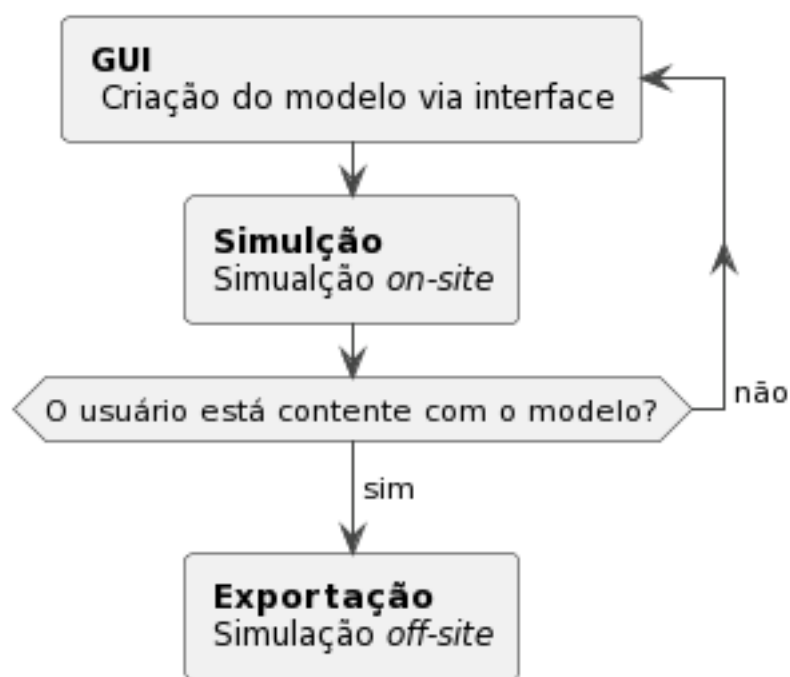 GUI
Criação do modelo via interface
Simulção
Simualção on-site
O usuário está contente com o modelo?
não
sim
Exportação
Simulação off-site